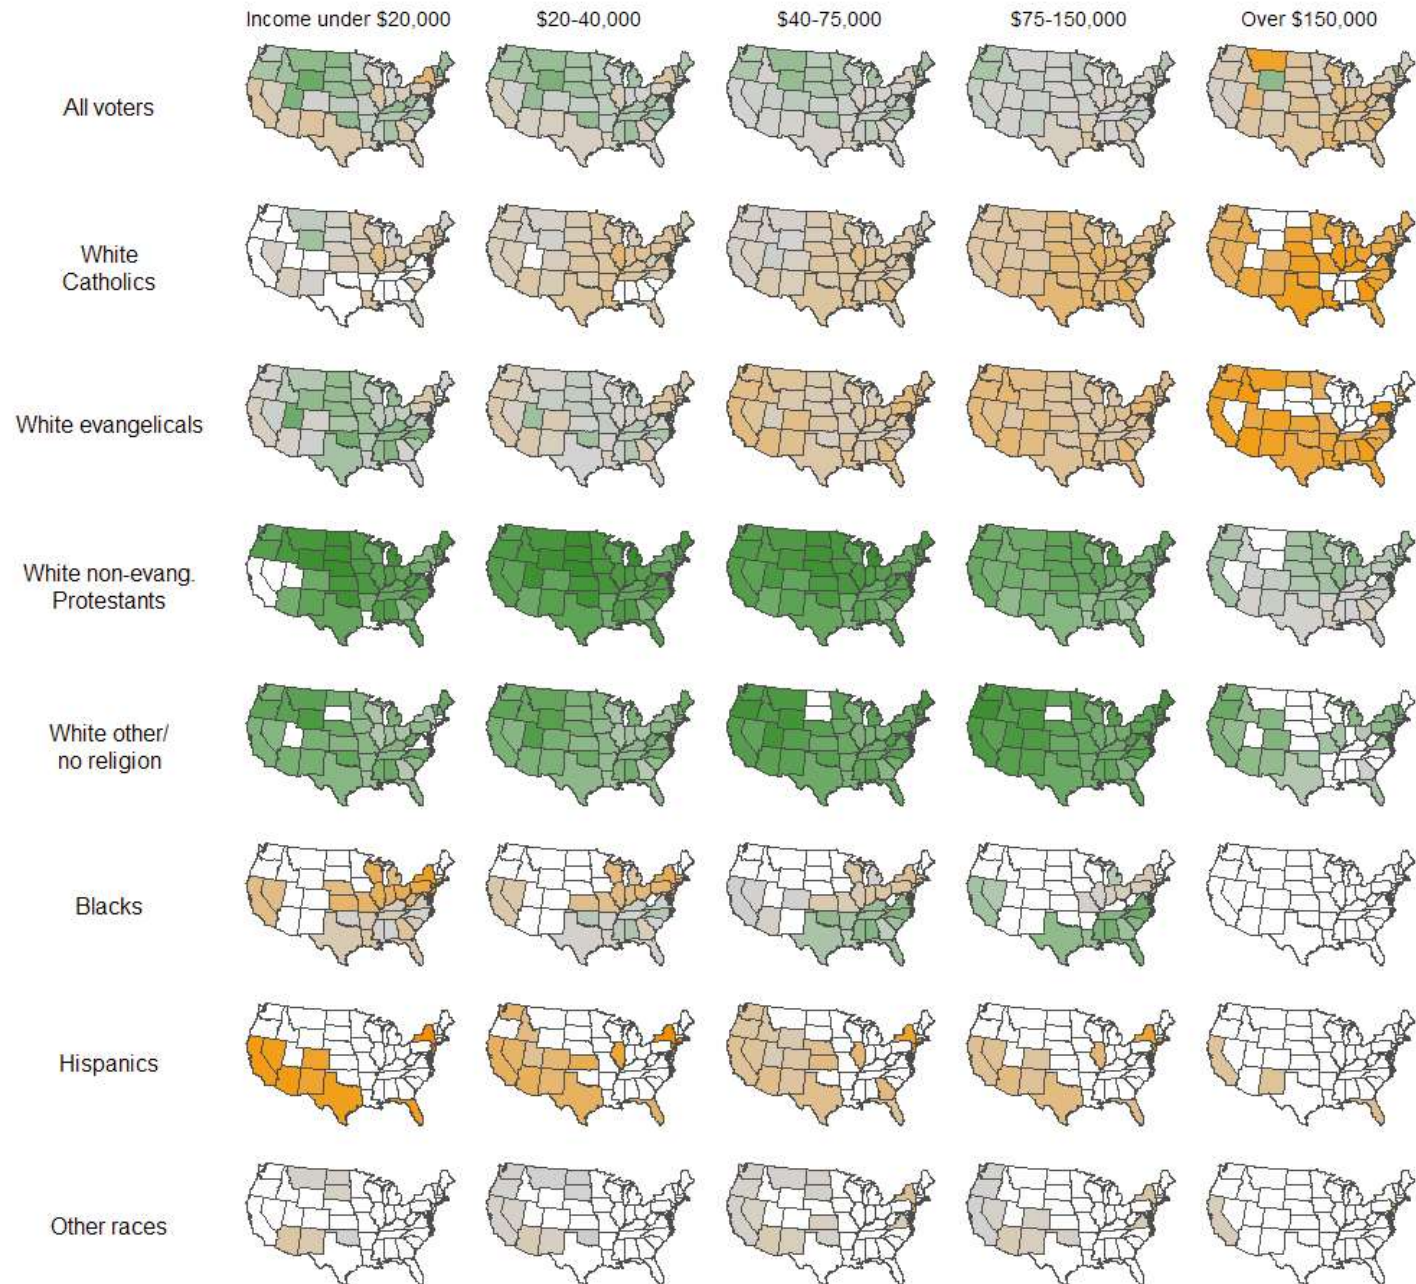 Income under $20,000
$20-40,000
$40-75,000
$75-150,000
Over $150,000
All voters
White
Catholics
White evangelicals
White non-evang.
Protestants
White other/
no religion
Blacks
Hispanics
Other races